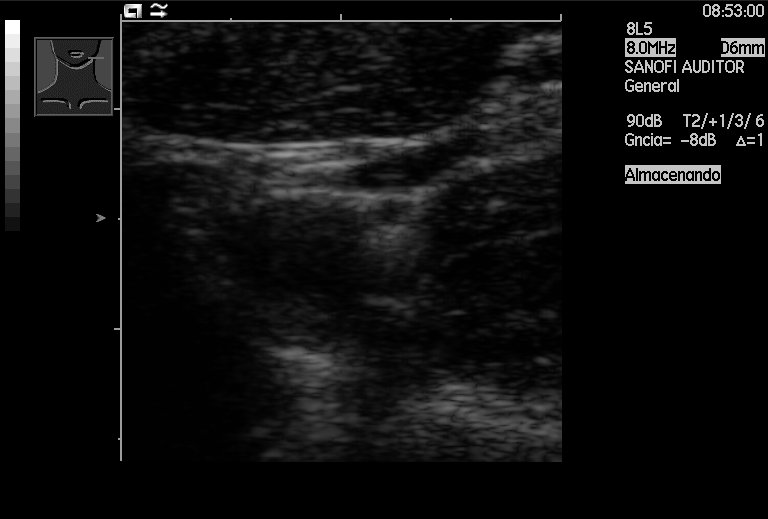 08:53:00
8L5
8.0MHz 06mm
SANOFI AUDITOR
General
90dB T2/+1/3/ 6
Gncia= -8dB Δ=1
Almacenando